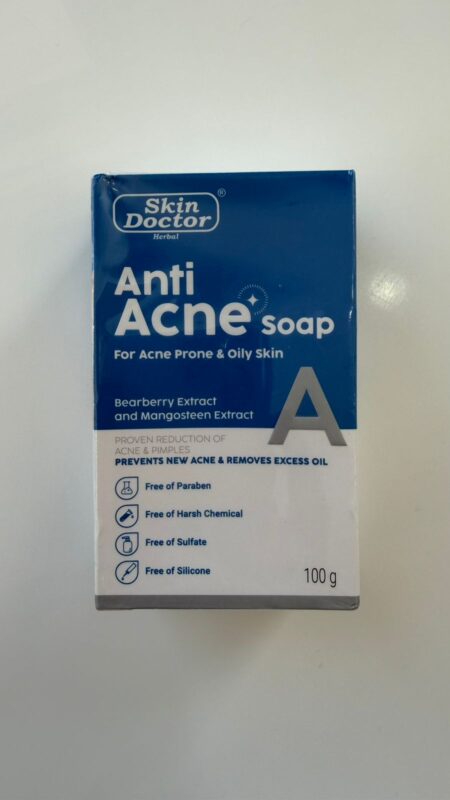 Skin
Doctor®
Herbal
Anti
Acne Soap
For Acne Prone & Oily Skin
Bearberry Extract
and Mangosteen Extract
A
PROVEN REDUCTION OF
ACNE & PIMPLES
PREVENTS NEW ACNE & REMOVES EXCESS OIL
Free of Paraben
Free of Harsh Chemical
Free of Sulfate
Free of Silicone
100 g